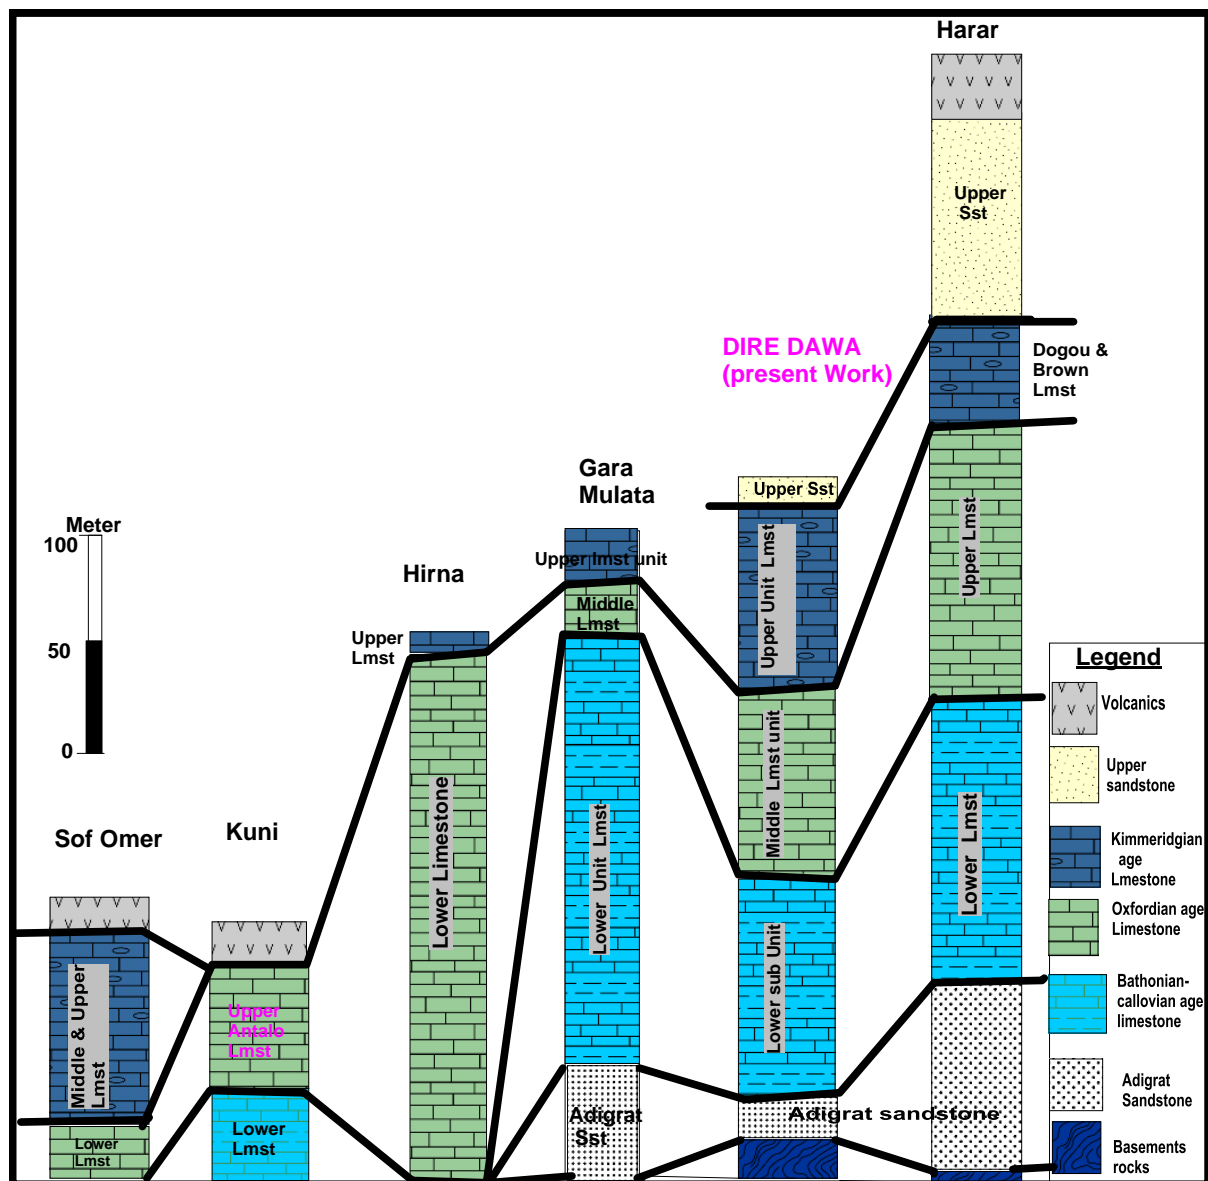 Harar
Upper
Sst
DIRE DAWA
(present Work)
Dogou &
Brown
Lmst
Gara
Mulata
Upper Sst
Meter
100
50
0
Hirna
Upper lmst unit
Middle
Lmst
Upper
Lmst
Upper Unit Lmst
Upper Lmst
Legend
Volcanics
Upper
sandstone
Kimmeridgian
age
Lmestone
Oxfordian age
Limestone
Bathonian-
callovian age
limestone
Adigrat
Sandstone
Basements
rocks
Sof Omer
Kuni
Lower Limestone
Lower Unit Lmst
Middle Lmst unit
Lower Lmst
Middle & Upper
Lmst
Upper
Antalo
Lmst
Lower sub Unit
Lower
Lmst
Lower
Lmst
Adigrat
Sst
Adigrat sandstone